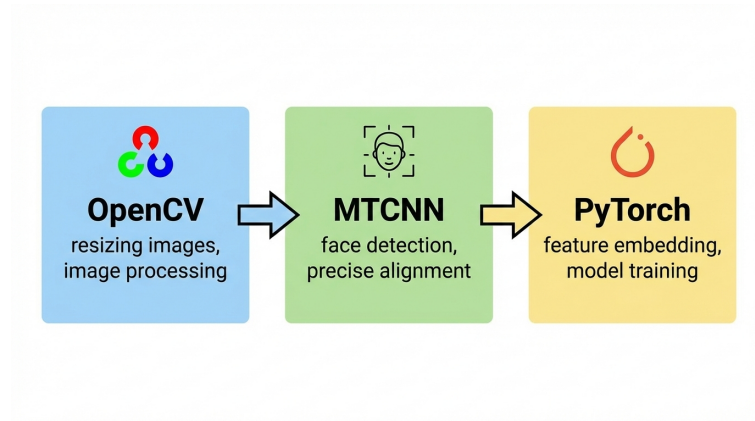 OpenCV
resizing images,
image processing
MTCNN
face detection,
precise alignment
PyTorch
feature embedding,
model training